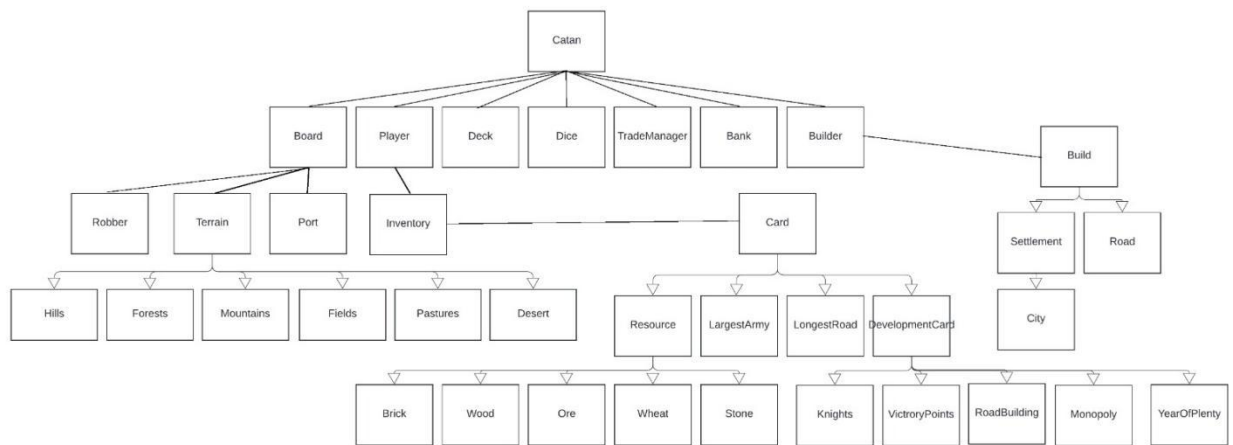 Catan
Board
Player
Deck
Dice
TradeManager
Bank
Builder
Build
Robber
Terrain
Port
Inventory
Card
Settlement
Road
Hills
Forests
Mountains
Fields
Pastures
Desert
Resource
LargestArmy
LongestRoad
DevelopmentCard
City
Brick
Wood
Ore
Wheat
Stone
Knights
VictroryPoints
RoadBuilding
Monopoly
YearOfPlenty